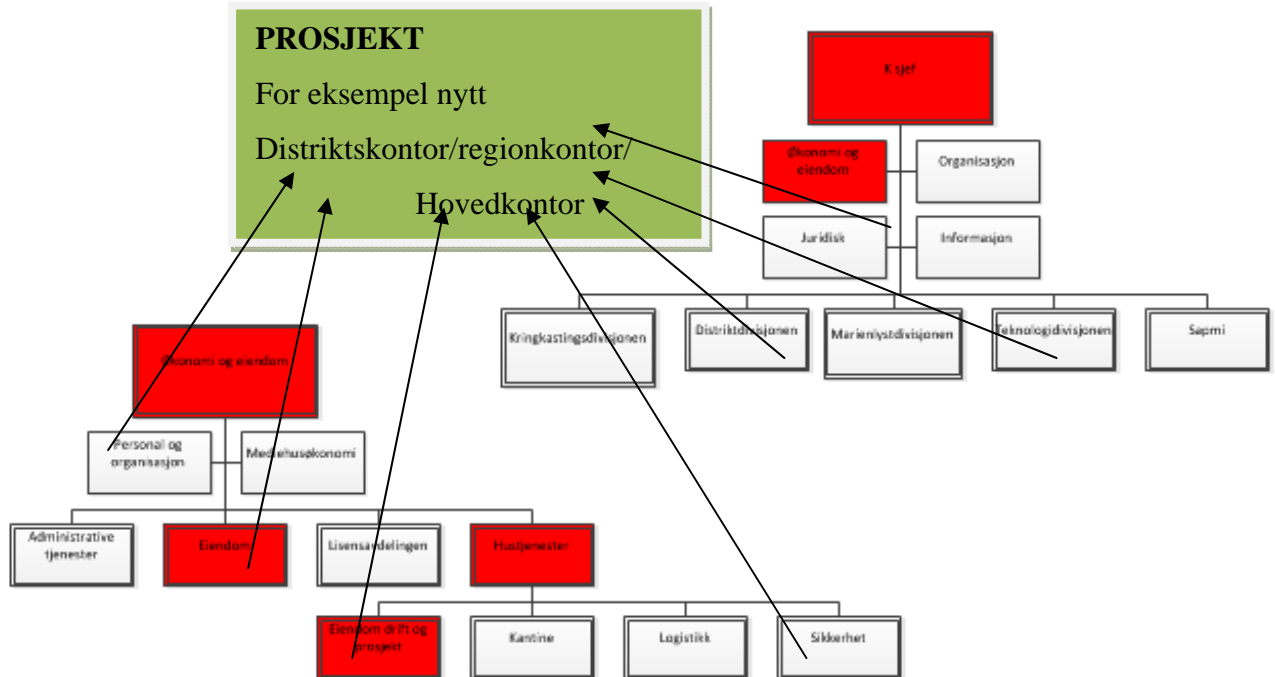 PROSJEKT
For eksempel nytt
Distriktskontor/regionkontor/
Hovedkontor
K sjef
Økonomi og
eiendom
Organisasjon
Juridisk
Informasjon
Kringkastingsdivisjonen
Distriktdivisjonen
Marienlystdivisjonen
Teknologidivisjonen
Sapmi
Økonomi og eiendom
Personal og
organisasjon
Mediehusøkonomi
Administrative
tjenester
Eiendom
Lisensavdelingen
Hustjenester
Eiendom drift og
prosjekt
Kantine
Logistikk
Sikkerhet